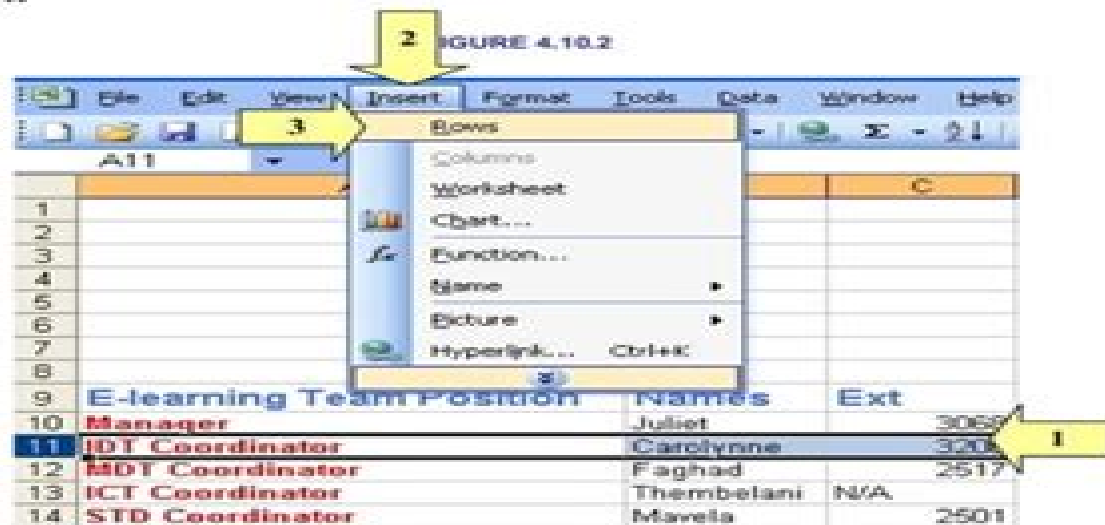 2
FIGURE 4.10.2
File Edit View Insert Format Tools Data Window Help
3
Rows
A11
Columns
C
Worksheet
1
Chart...
2
3
fx Function...
4
Name
5
6
Picture
7
Hyperlink... Ctrl+K
8
9 E-learning Team Position Names Ext
10 Manager Juliet
11 IDT Coordinator Carolynne
1
12 MDT Coordinator Faghad 2517
13 ICT Coordinator Thembelani N/A
14 STD Coordinator Mavela 2501